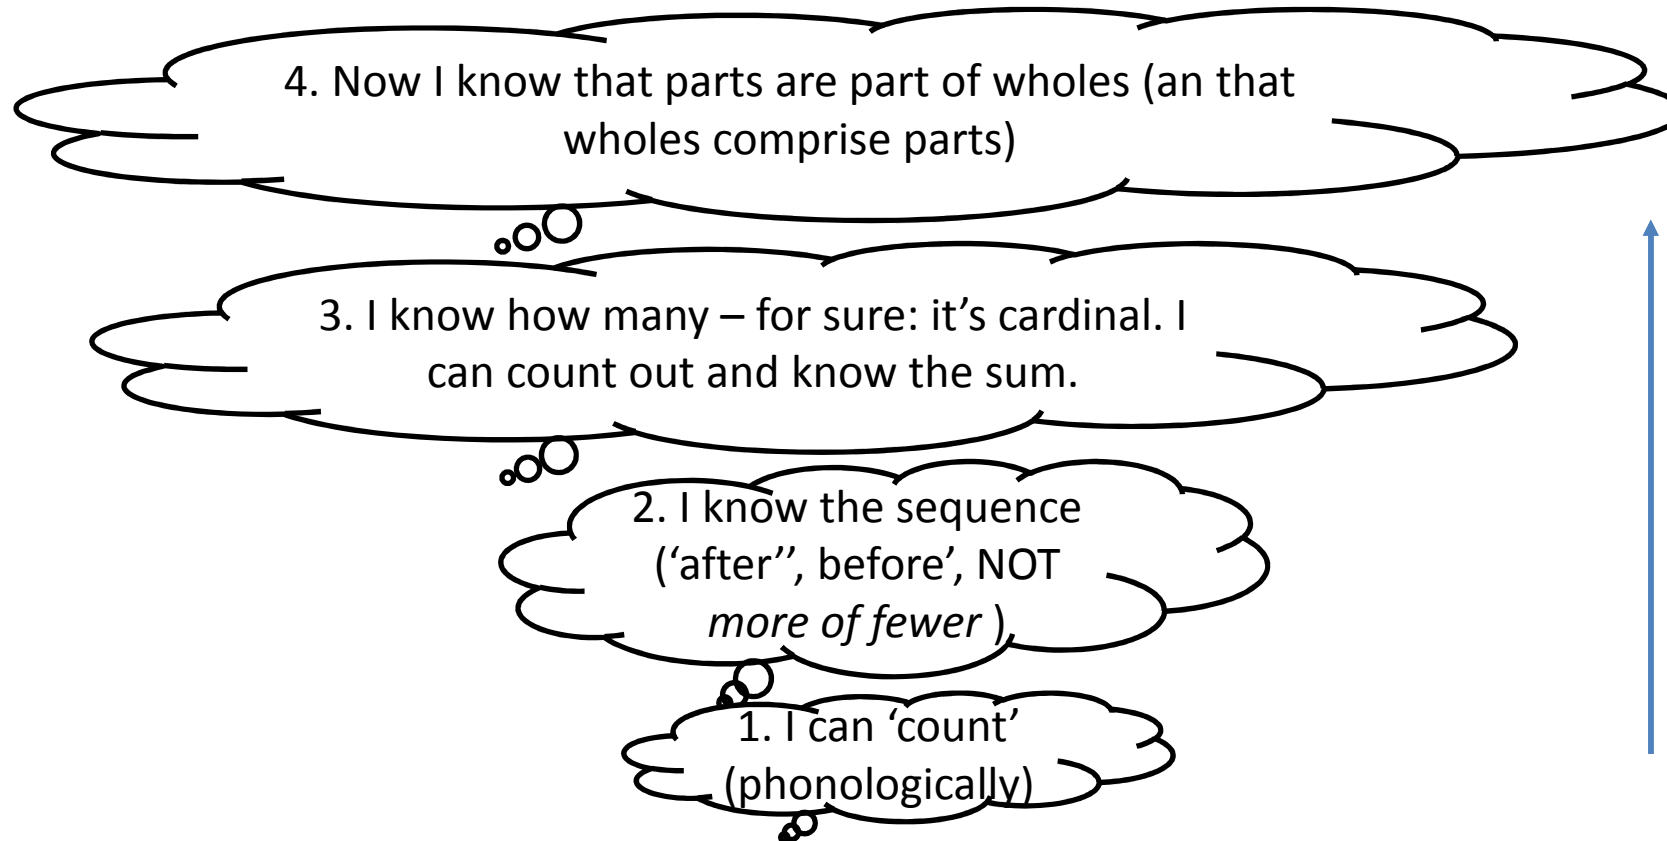 4. Now I know that parts are part of wholes (an that
wholes comprise parts)
3. I know how many – for sure: it’s cardinal. I
can count out and know the sum.
2. I know the sequence
(‘after’’, before’, NOT
more of fewer )
1. I can ‘count’
(phonologically)